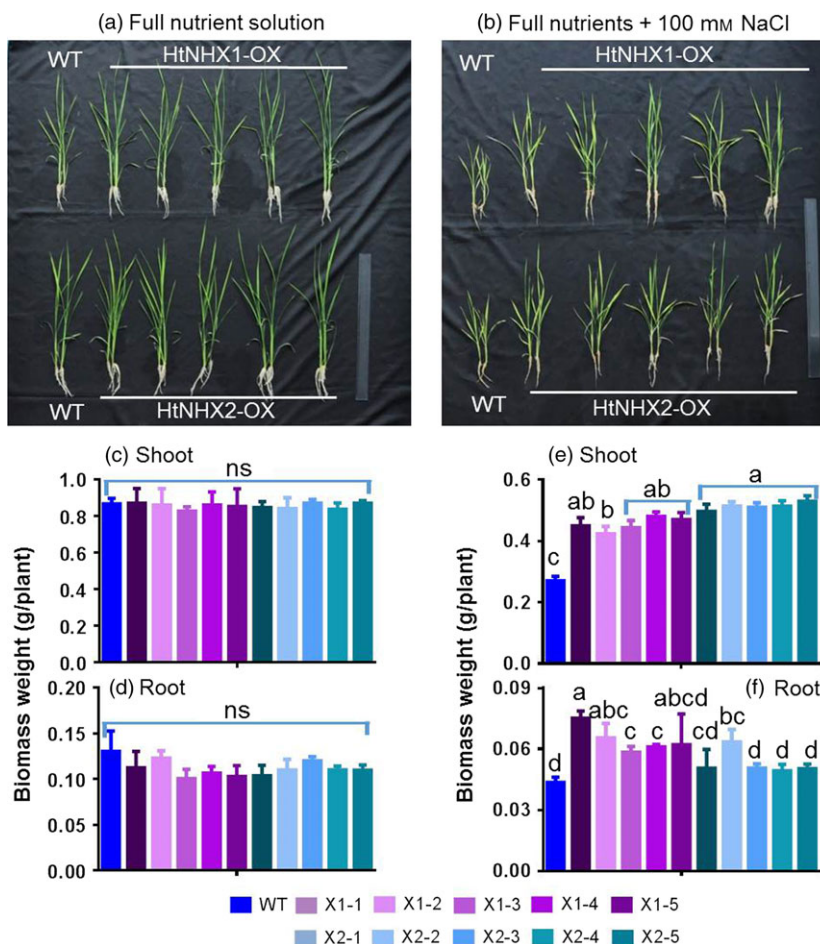 (a) Full nutrient solution
WT HtNHX1-OX
WT HtNHX2-OX
(b) Full nutrients + 100 mM NaCl
WT HtNHX1-OX
WT HtNHX2-OX
(c) Shoot
ns
Biomass weight (g/plant)
1.0
0.8
0.6
0.4
0.2
0.0
(d) Root
ns
0.20
0.15
0.10
0.05
0.00
(e) Shoot
c ab b ab a
Biomass weight (g/plant)
0.6
0.4
0.2
0.0
(f) Root
d a abc c c abcd cd bc d d d
0.09
0.06
0.03
0.00
WT X1-1 X1-2 X1-3 X1-4 X1-5
X2-1 X2-2 X2-3 X2-4 X2-5